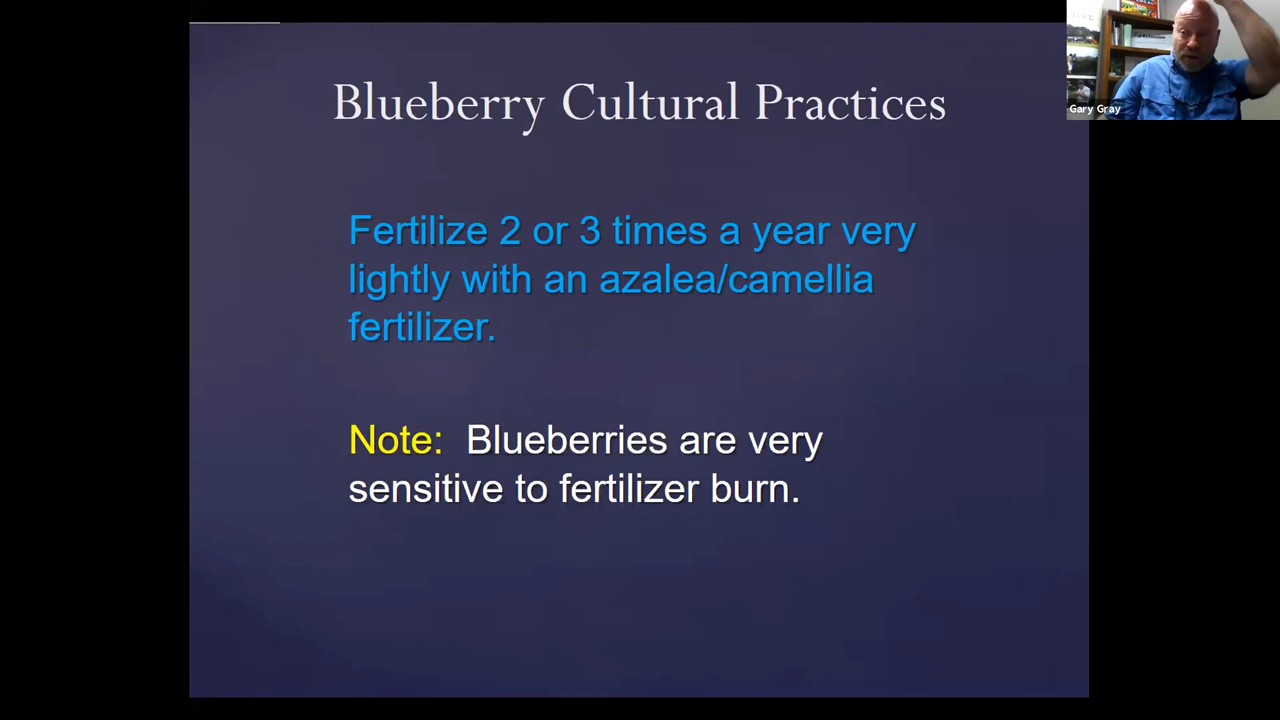 Blueberry Cultural Practices
Fertilize 2 or 3 times a year very
lightly with an azalea/camellia
fertilizer.
Note: Blueberries are very
sensitive to fertilizer burn.
Gary Gray